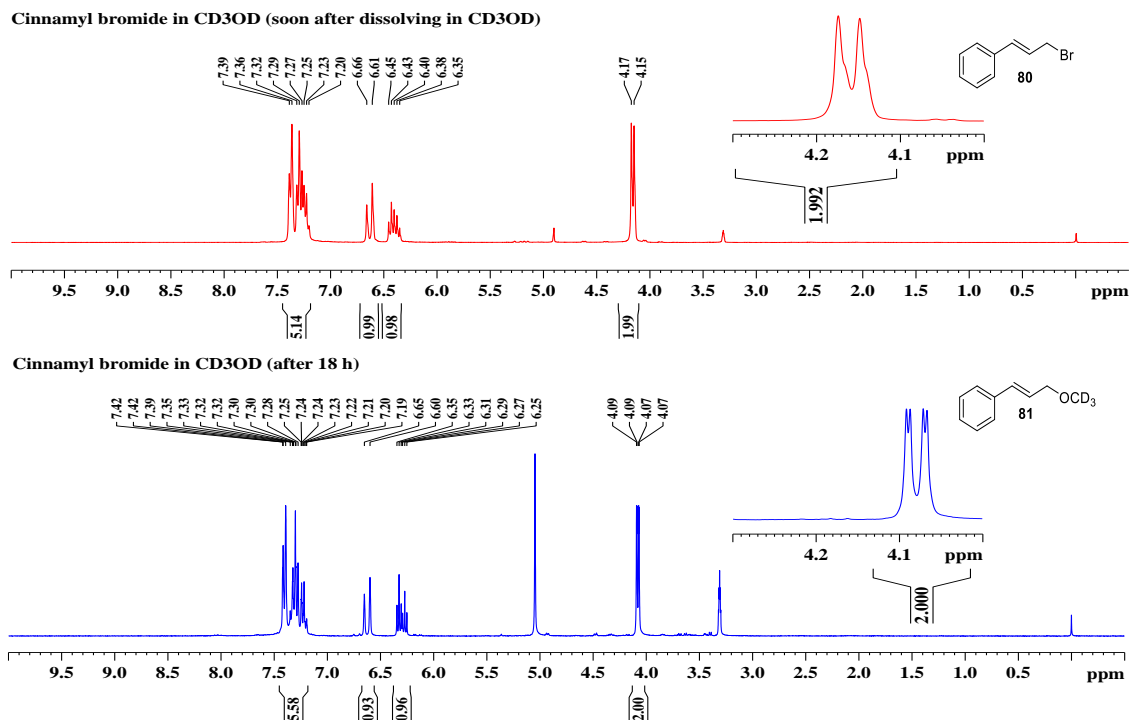 Cinnamyl bromide in CD3OD (soon after dissolving in CD3OD)
7.39 7.36 7.32 7.29 7.27 7.25 7.23 7.20 6.66 6.61 6.45 6.43 6.40 6.38 6.35 4.17 4.15
Br
80
4.2 4.1 ppm
1.992
9.5 9.0 8.5 8.0 7.5 7.0 6.5 6.0 5.5 5.0 4.5 4.0 3.5 3.0 2.5 2.0 1.5 1.0 0.5 ppm
5.14 0.99 0.98 1.99
Cinnamyl bromide in CD3OD (after 18 h)
7.42 7.42 7.39 7.35 7.33 7.32 7.32 7.30 7.30 7.28 7.25 7.24 7.24 7.23 7.22 7.21 7.20 7.19 6.65 6.60 6.35 6.33 6.31 6.29 6.27 6.25 4.09 4.09 4.07 4.07
OCD3
81
4.2 4.1 ppm
2.000
9.5 9.0 8.5 8.0 7.5 7.0 6.5 6.0 5.5 5.0 4.5 4.0 3.5 3.0 2.5 2.0 1.5 1.0 0.5 ppm
5.58 0.93 0.96 2.00